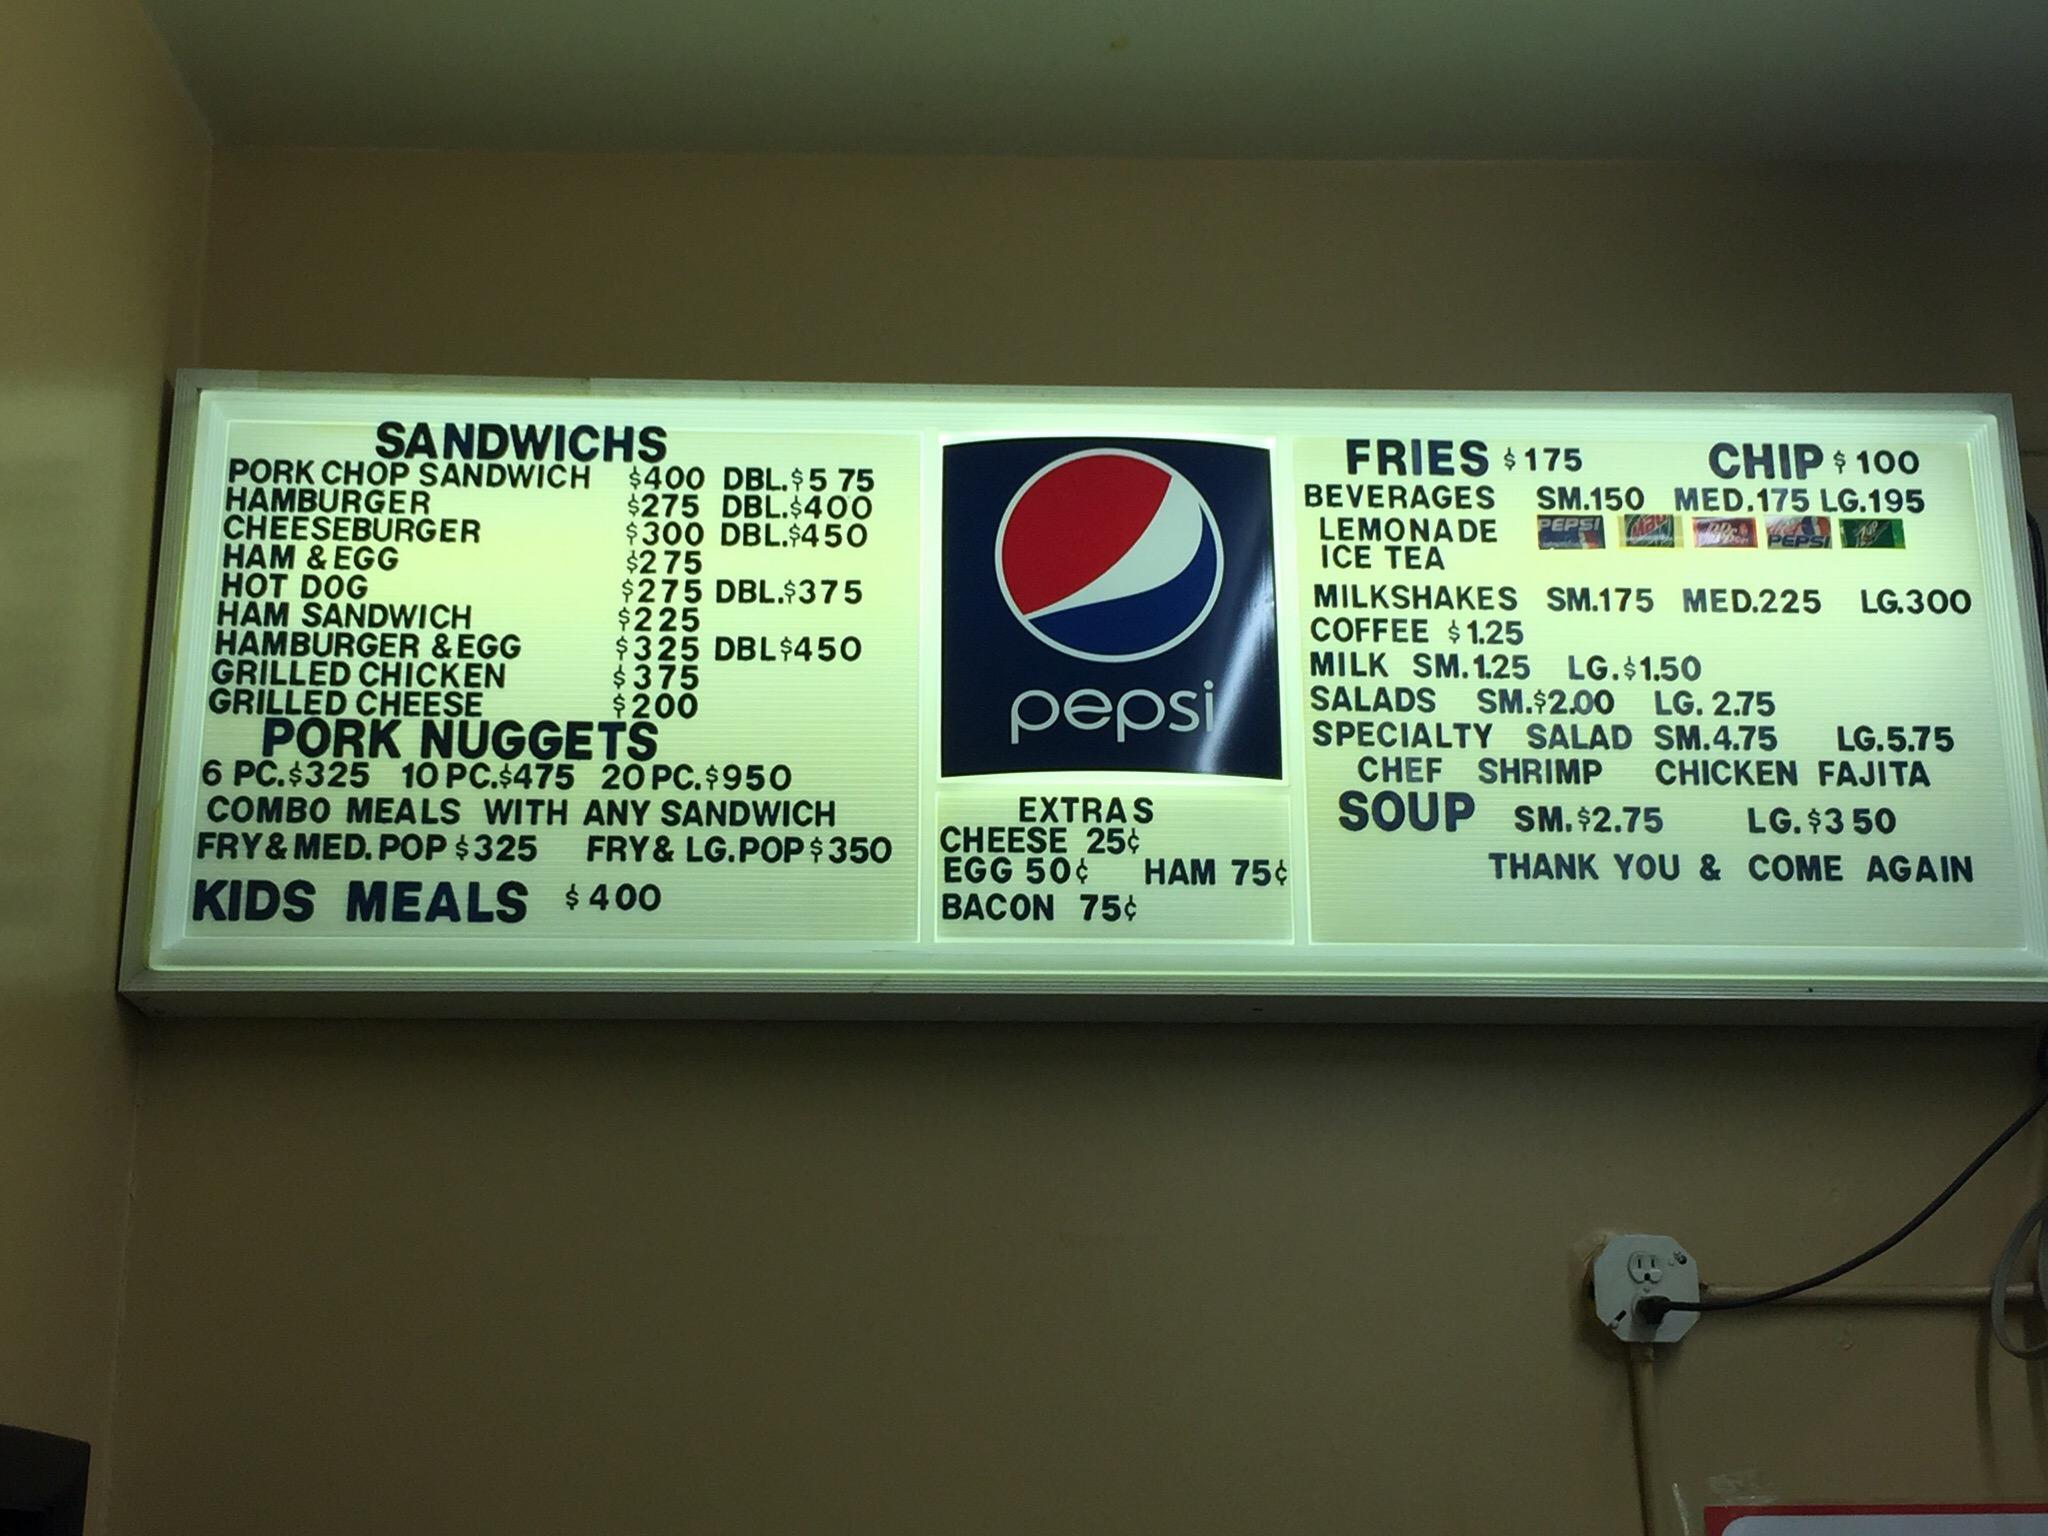 SANDWICHS
PORK CHOP SANDWICH $400 DBL.$5 75
HAMBURGER $275 DBL.$400
CHEESEBURGER $300 DBL.$450
HAM & EGG $275
HOT DOG $275 DBL.$375
HAM SANDWICH $225
HAMBURGER & EGG $325 DBL $450
GRILLED CHICKEN $375
GRILLED CHEESE $200
PORK NUGGETS
6 PC.$325 10 PC.$475 20 PC.$950
COMBO MEALS WITH ANY SANDWICH
FRY & MED. POP $325 FRY & LG. POP $350
KIDS MEALS $400
pepsi
EXTRAS
CHEESE 25¢
EGG 50¢ HAM 75¢
BACON 75¢
FRIES $175 CHIP $100
BEVERAGES SM.150 MED.175 LG.195
LEMONADE PEPSI PEPSI
ICE TEA
MILKSHAKES SM.175 MED.225 LG.300
COFFEE $1.25
MILK SM.1.25 LG.$1.50
SALADS SM.$2.00 LG. 2.75
SPECIALTY SALAD SM.4.75 LG.5.75
CHEF SHRIMP CHICKEN FAJITA
SOUP SM.$2.75 LG.$3 50
THANK YOU & COME AGAIN